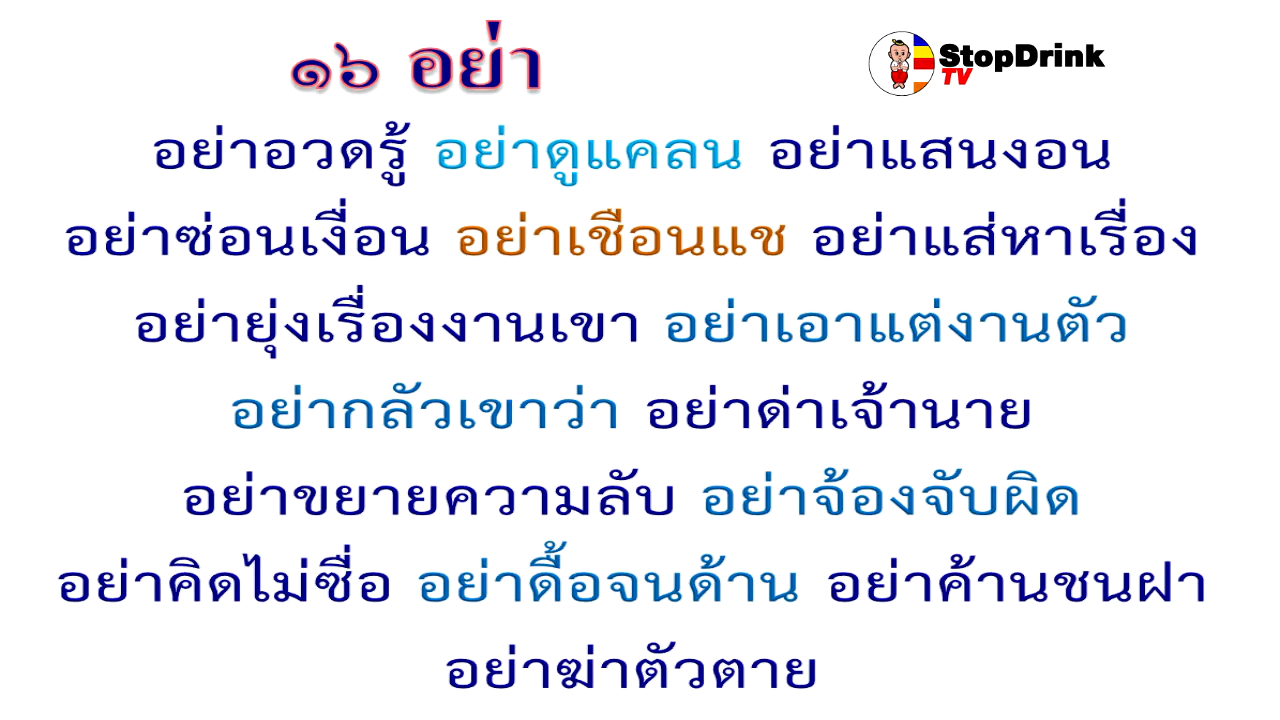 ๑๖ อย่า
StopDrink
TV
อย่าอวดรู้ อย่าดูแคลน อย่าแสนงอน
อย่าซ่อนเงื่อน อย่าเชือนแช อย่าแส่หาเรื่อง
อย่ายุ่งเรื่องงานเขา อย่าเอาแต่งานตัว
อย่ากลัวเขาว่า อย่าด่าเจ้านาย
อย่าขยายความลับ อย่าจ้องจับผิด
อย่าคิดไม่ซื่อ อย่าดื้อจนด้าน อย่าค้านชนฝา
อย่าฆ่าตัวตาย